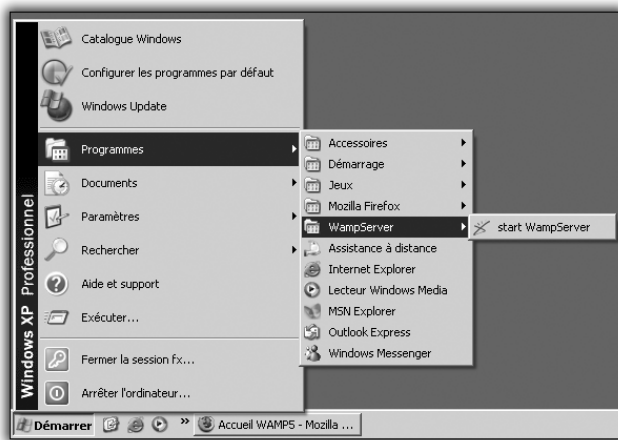 Catalogue Windows
Configurer les programmes par défaut
Windows Update
Programmes
Documents
Paramètres
Rechercher
Aide et support
Exécuter...
Fermer la session fx...
Arrêter l'ordinateur...
Windows XP Professionnel
Accessoires
Démarrage
Jeux
Mozilla Firefox
WampServer
Assistance à distance
Internet Explorer
Lecteur Windows Media
MSN Explorer
Outlook Express
Windows Messenger
start WampServer
Démarrer
»
Accueil WAMP5 - Mozilla ...